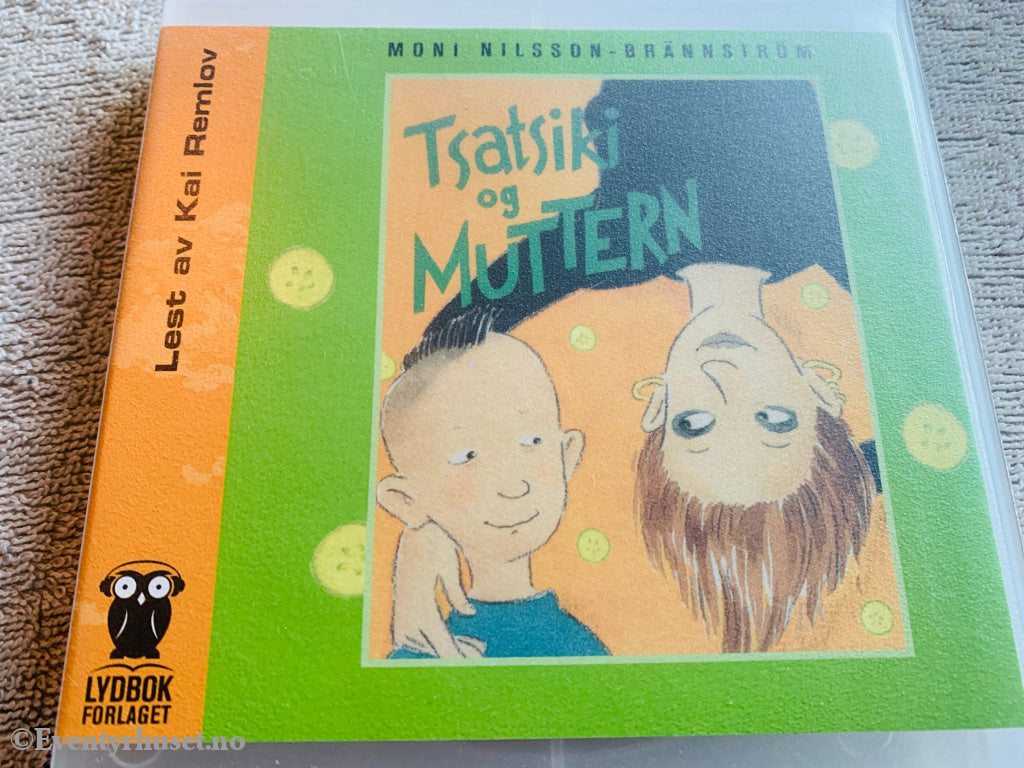 MONI NILSSON-BRÄNNSTRÖM
Tsatsiki
og
MUTTERN
Lest av Kai Remlov
LYDBOK
FORLAGET
©Eventyrhuset.no